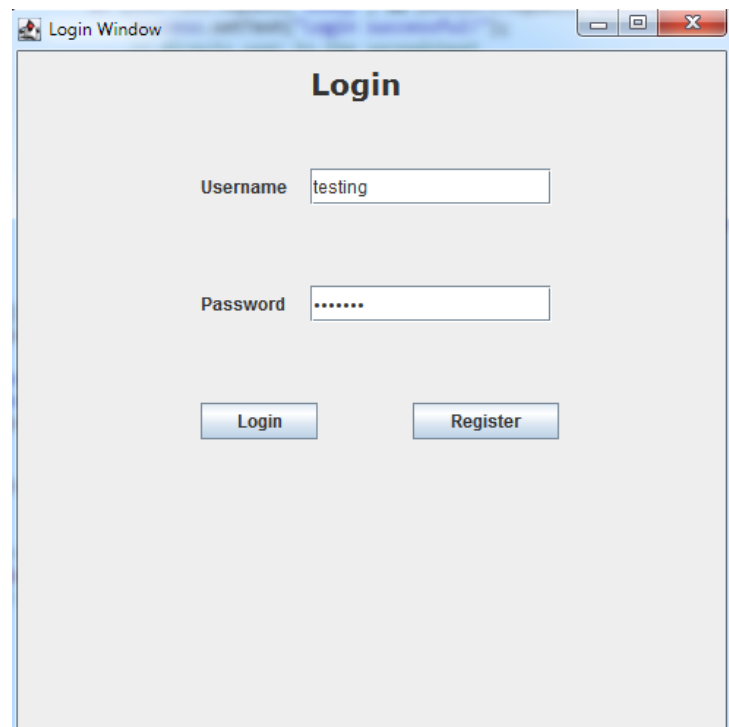 Login Window
Login
Username testing
Password •••••••
Login Register